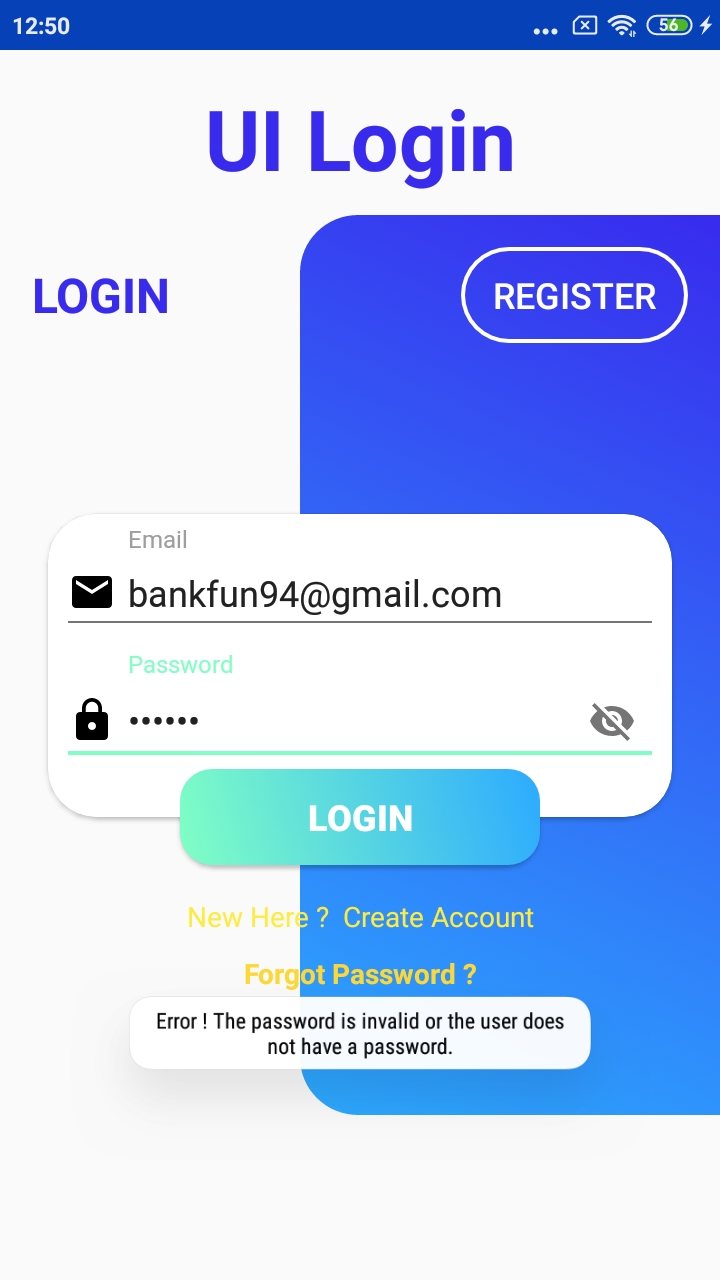 12:50
56
UI Login
LOGIN
REGISTER
Email
bankfun94@gmail.com
Password
••••••
LOGIN
New Here ? Create Account
Forgot Password ?
Error ! The password is invalid or the user does
not have a password.